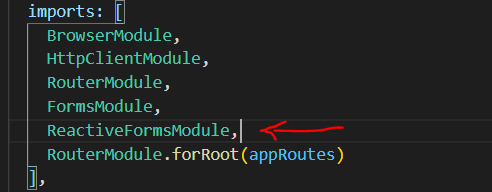 imports: [
BrowserModule,
HttpClientModule,
RouterModule,
FormsModule,
ReactiveFormsModule,
RouterModule.forRoot(appRoutes)
],